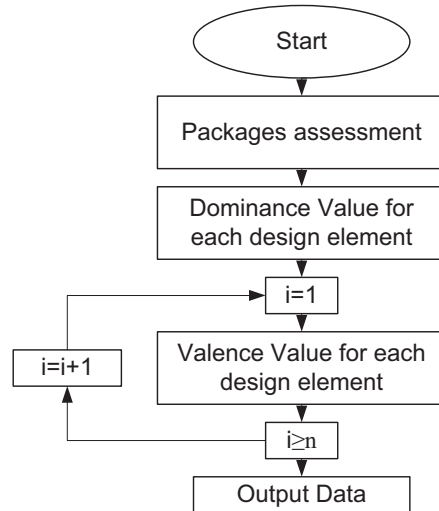 Start
Packages assessment
Dominance Value for
each design element
i=1
Valence Value for each
design element
i=i+1
i≥n
Output Data